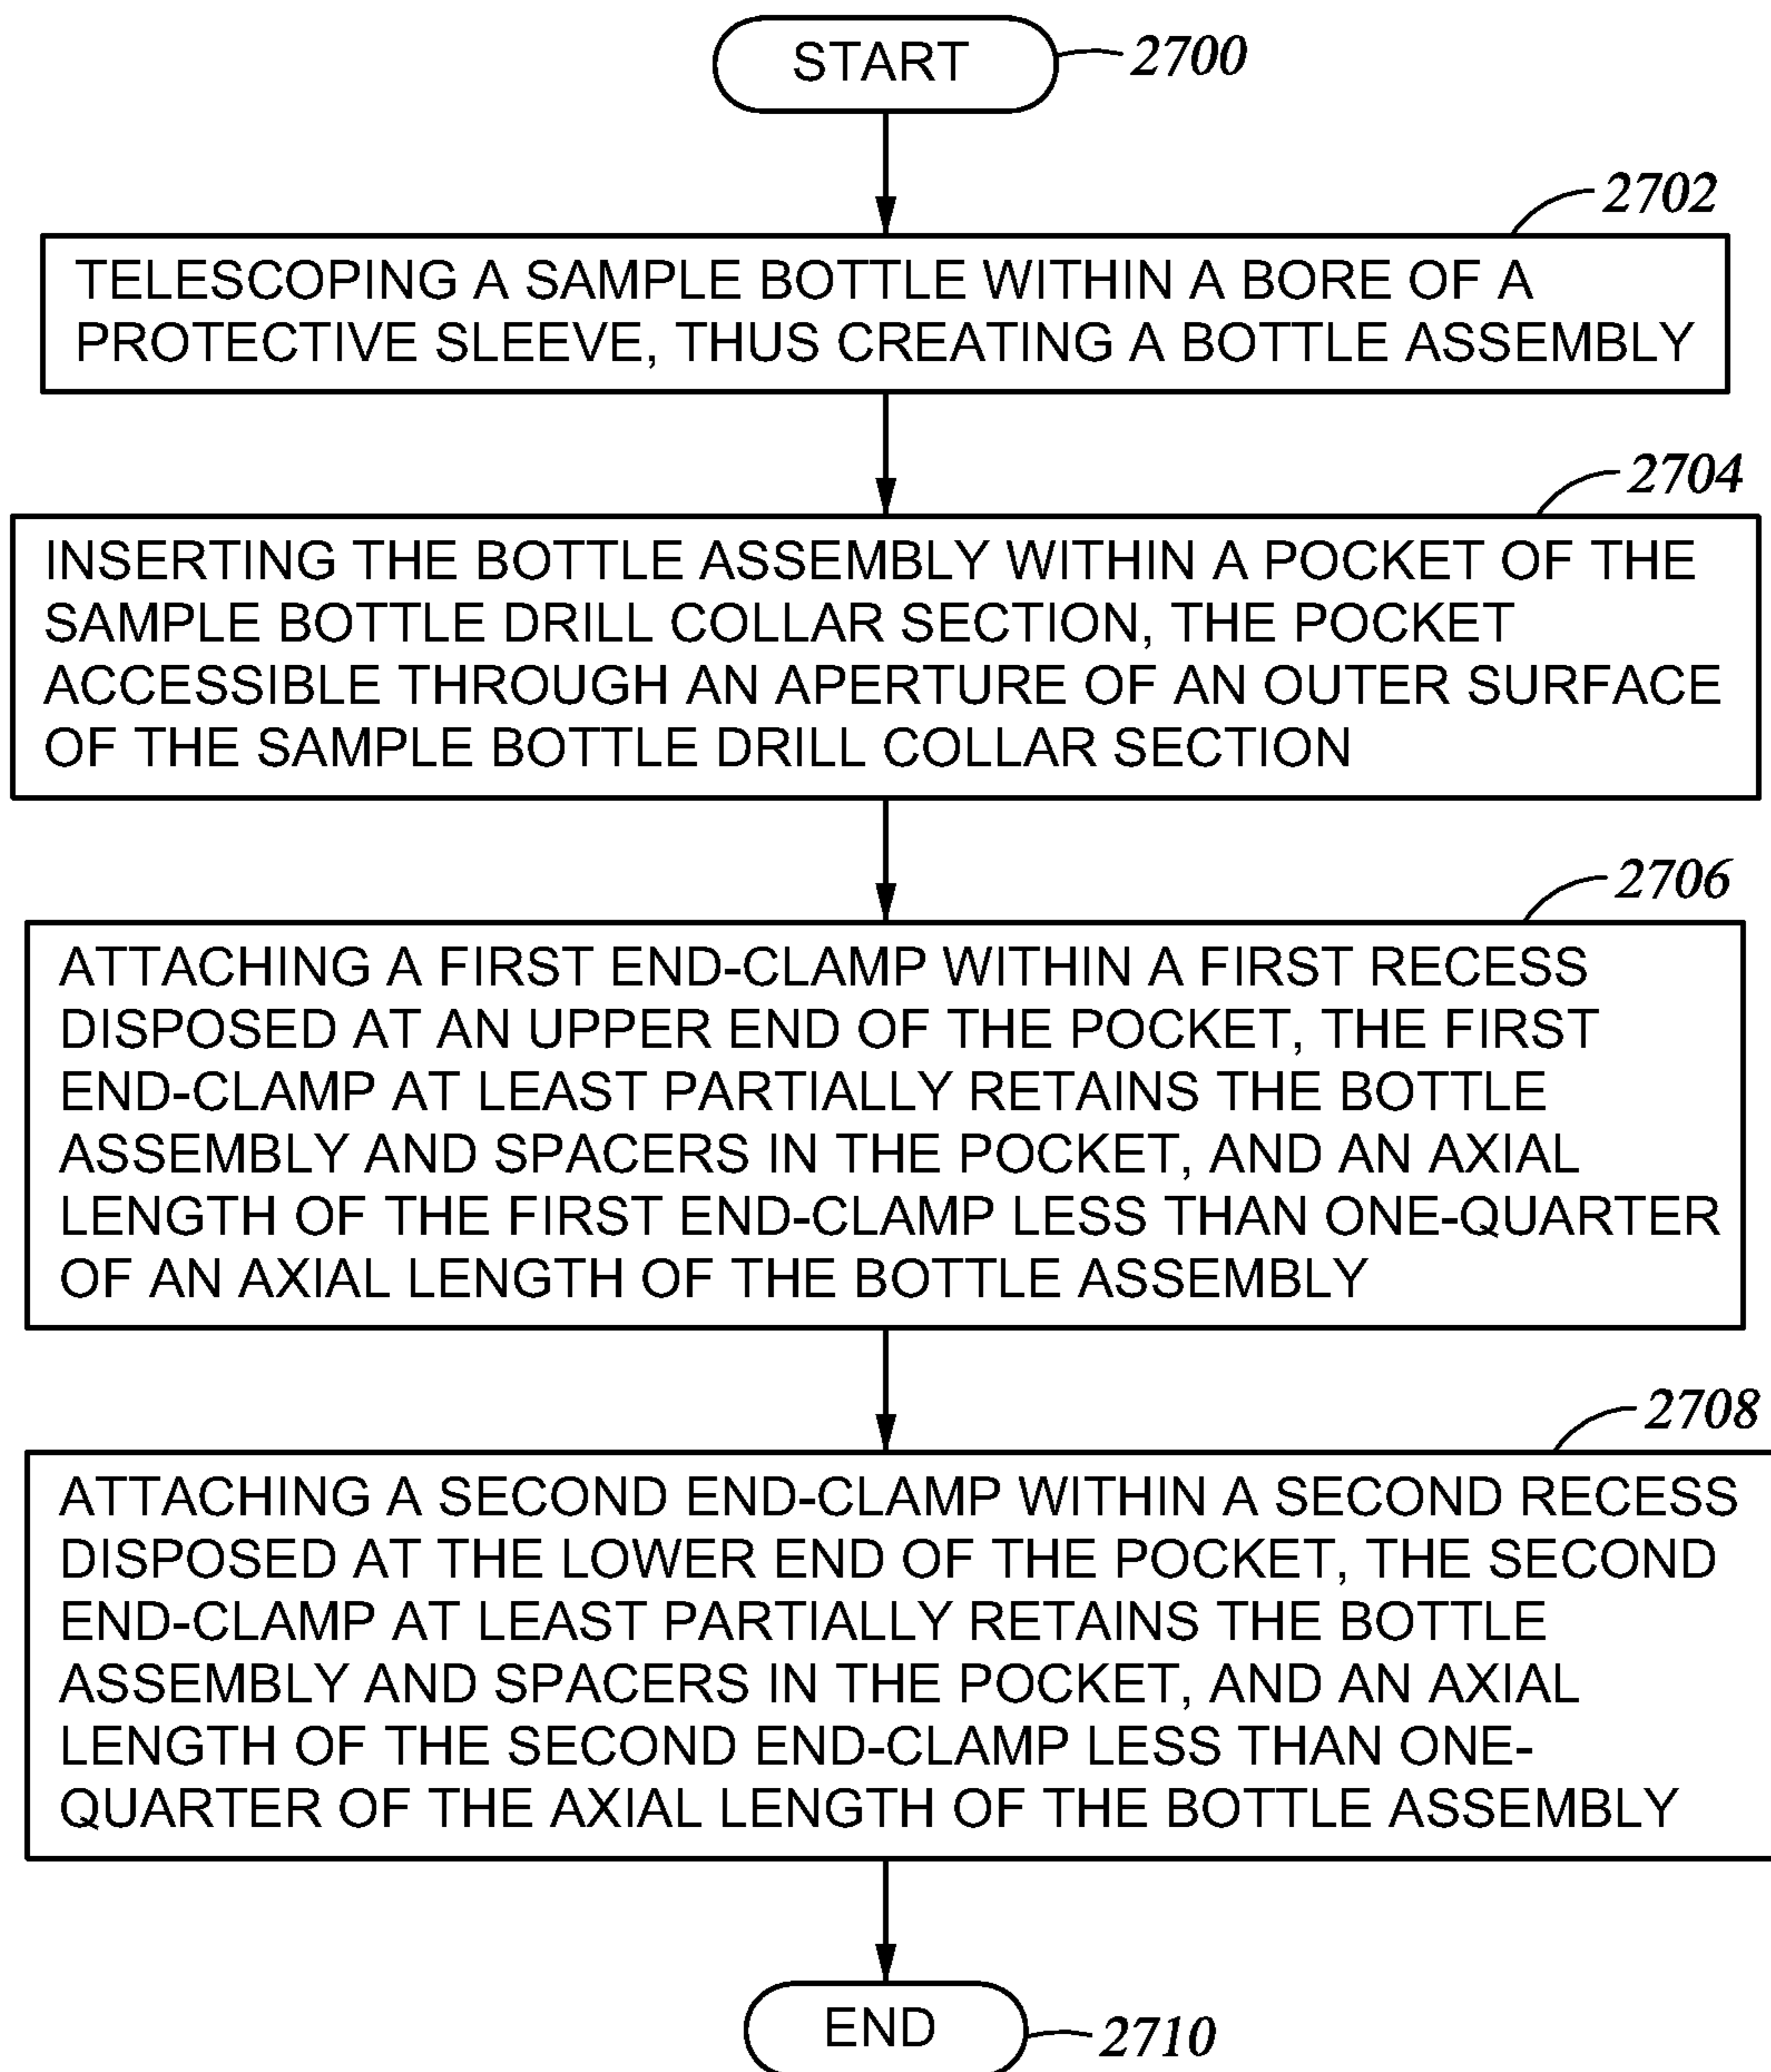 START
2700
2702
TELESCOPING A SAMPLE BOTTLE WITHIN A BORE OF A
PROTECTIVE SLEEVE, THUS CREATING A BOTTLE ASSEMBLY
2704
INSERTING THE BOTTLE ASSEMBLY WITHIN A POCKET OF THE
SAMPLE BOTTLE DRILL COLLAR SECTION, THE POCKET
ACCESSIBLE THROUGH AN APERTURE OF AN OUTER SURFACE
OF THE SAMPLE BOTTLE DRILL COLLAR SECTION
2706
ATTACHING A FIRST END-CLAMP WITHIN A FIRST RECESS
DISPOSED AT AN UPPER END OF THE POCKET, THE FIRST
END-CLAMP AT LEAST PARTIALLY RETAINS THE BOTTLE
ASSEMBLY AND SPACERS IN THE POCKET, AND AN AXIAL
LENGTH OF THE FIRST END-CLAMP LESS THAN ONE-QUARTER
OF AN AXIAL LENGTH OF THE BOTTLE ASSEMBLY
2708
ATTACHING A SECOND END-CLAMP WITHIN A SECOND RECESS
DISPOSED AT THE LOWER END OF THE POCKET, THE SECOND
END-CLAMP AT LEAST PARTIALLY RETAINS THE BOTTLE
ASSEMBLY AND SPACERS IN THE POCKET, AND AN AXIAL
LENGTH OF THE SECOND END-CLAMP LESS THAN ONE-
QUARTER OF THE AXIAL LENGTH OF THE BOTTLE ASSEMBLY
END
2710